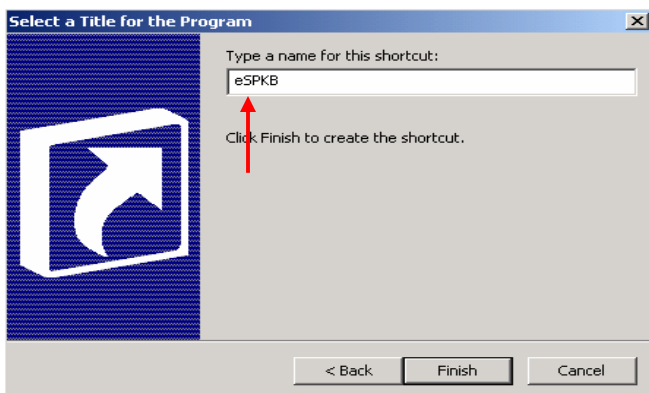 Select a Title for the Program
Type a name for this shortcut:
eSPKB
Click Finish to create the shortcut.
< Back
Finish
Cancel